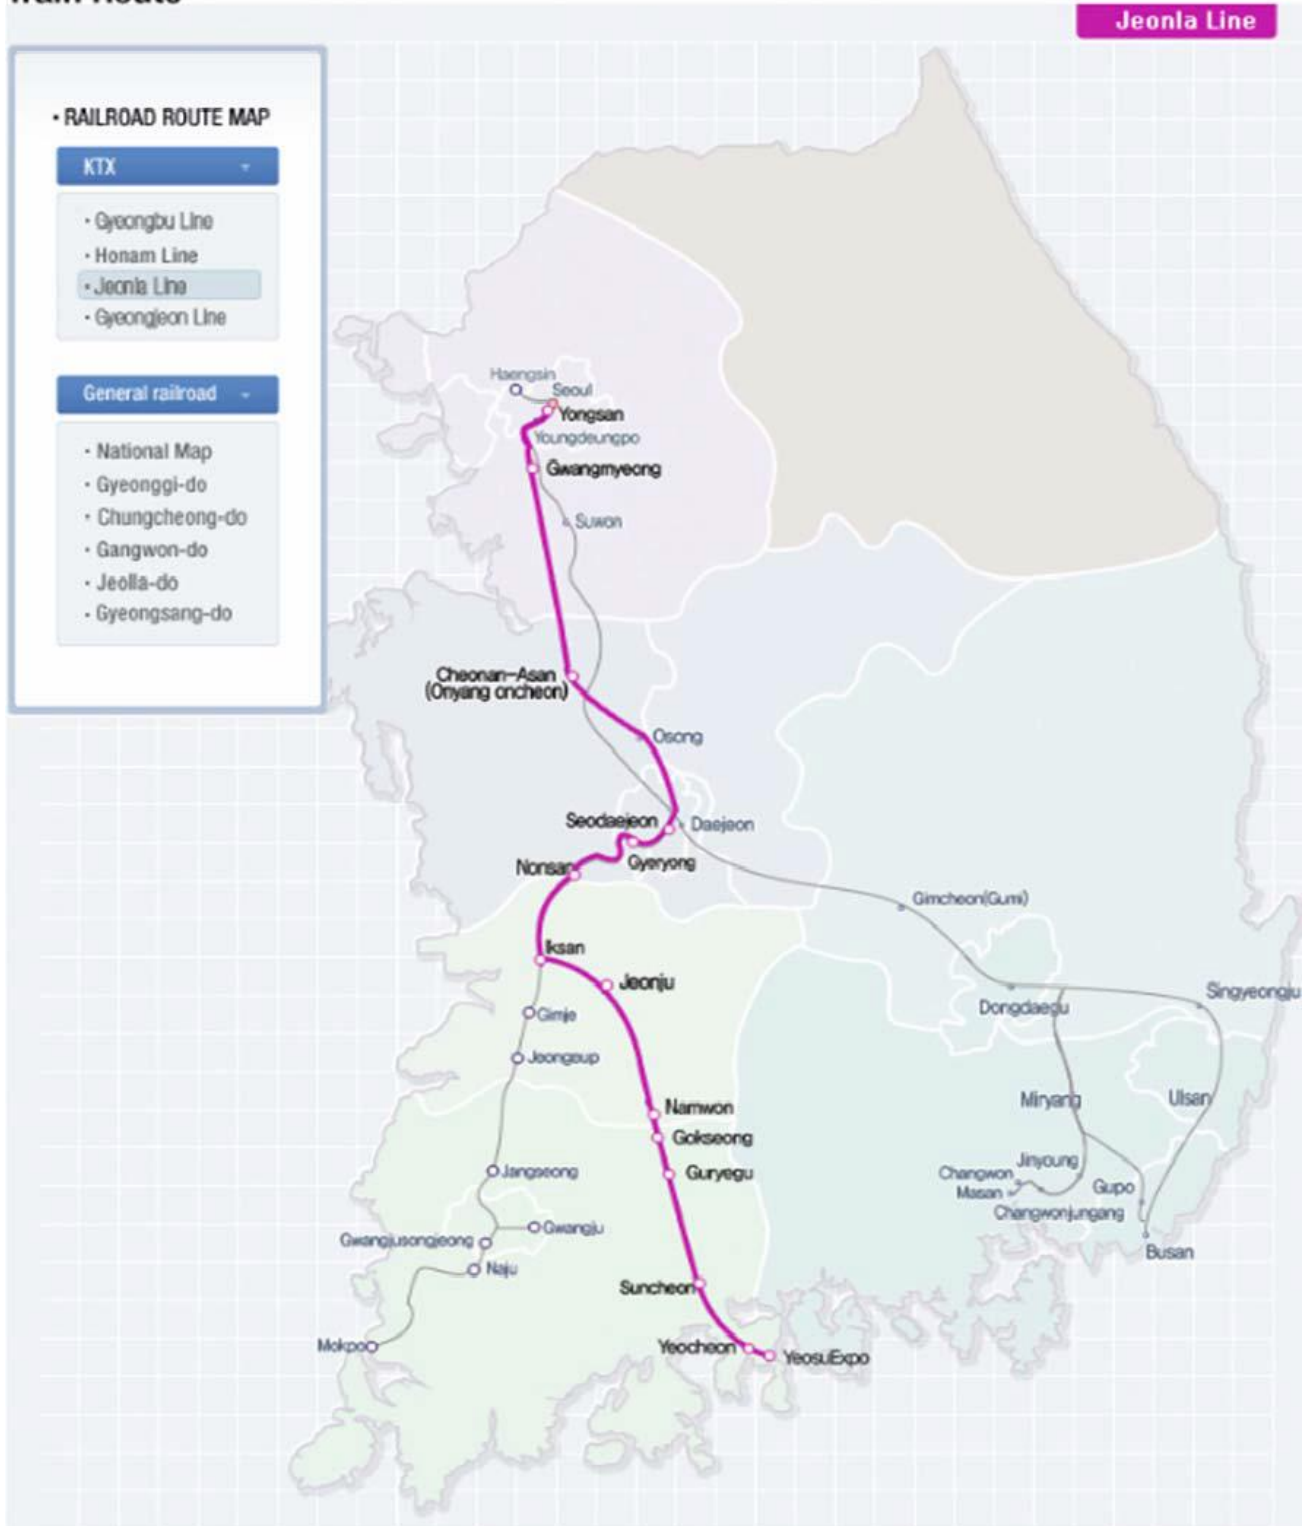 Train Route
Jeonla Line
• RAILROAD ROUTE MAP
KTX
• Gyeongbu Line
• Honam Line
• Jeonla Line
• Gyeongjeon Line
General railroad
• National Map
• Gyeonggi-do
• Chungcheong-do
• Gangwon-do
• Jeolla-do
• Gyeongsang-do
Haengsin
Seoul
Yongsan
Youngdeungpo
Gwangmyeong
Suwon
Cheonan-Asan
(Onyang oncheon)
Osong
Seodaejeon
Daejeon
Gyeryong
Nonsan
Gimcheon(Gumi)
Iksan
Jeonju
Singyeongju
Dongdaegu
Gimje
Jeongeup
Miryang
Ulsan
Namwon
Gokseong
Jinyoung
Jangseong
Guryegu
Changwon
Gupo
Masan
Changwonjungang
Gwangju
Gwangjusongjeong
Busan
Naju
Suncheon
Mokpo
Yeocheon
YeosuExpo